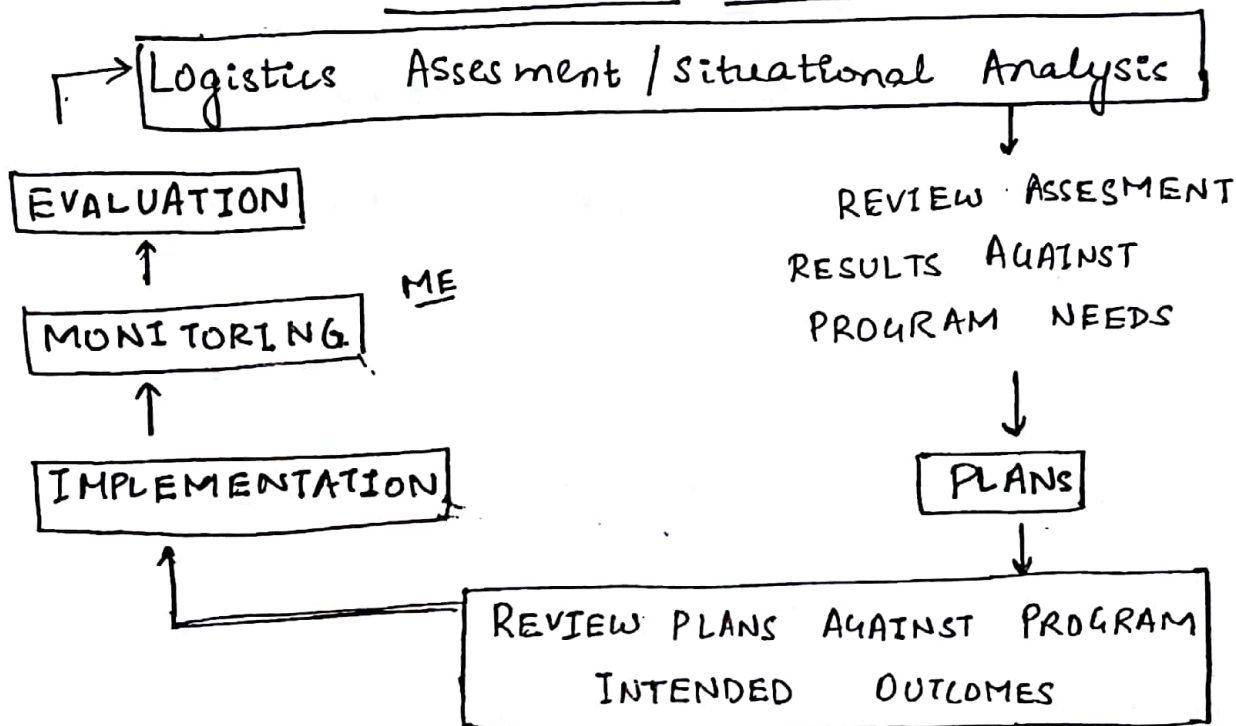 Logistics Assesment / Situational Analysis
REVIEW ASSESMENT
RESULTS AGAINST
PROGRAM NEEDS
PLANS
REVIEW PLANS AGAINST PROGRAM
INTENDED OUTCOMES
IMPLEMENTATION
MONITORING
ME
EVALUATION